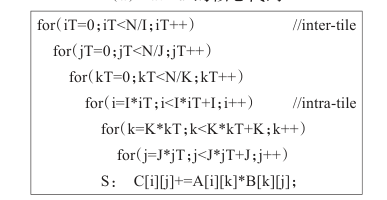 for(iT=0;iT<N/I;iT++) //inter-tile
for(jT=0;jT<N/J;jT++)
for(kT=0;kT<N/K;kT++)
for(i=I*iT;i<I*iT+I;i++) //intra-tile
for(k=K*kT;k<K*kT+K;k++)
for(j=J*jT;j<J*jT+J;j++)
S: C[i][j]+=A[i][k]*B[k][j];